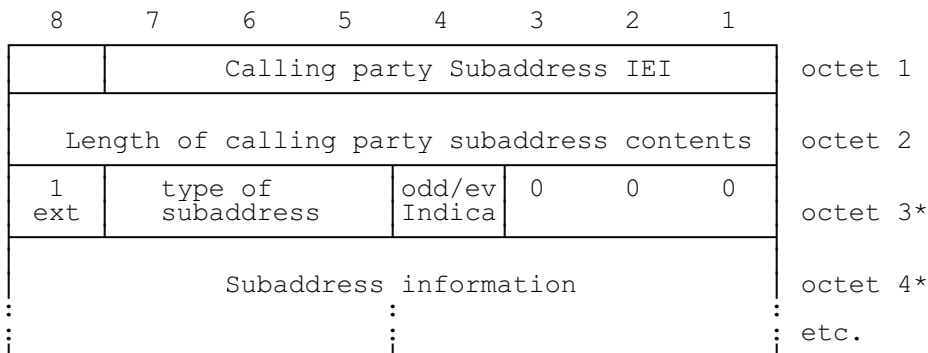 8 7 6 5 4 3 2 1
Calling party Subaddress IEI octet 1
Length of calling party subaddress contents octet 2
1 type of odd/ev 0 0 0
ext subaddress Indica octet 3*
Subaddress information octet 4*
: : :
: : : etc.